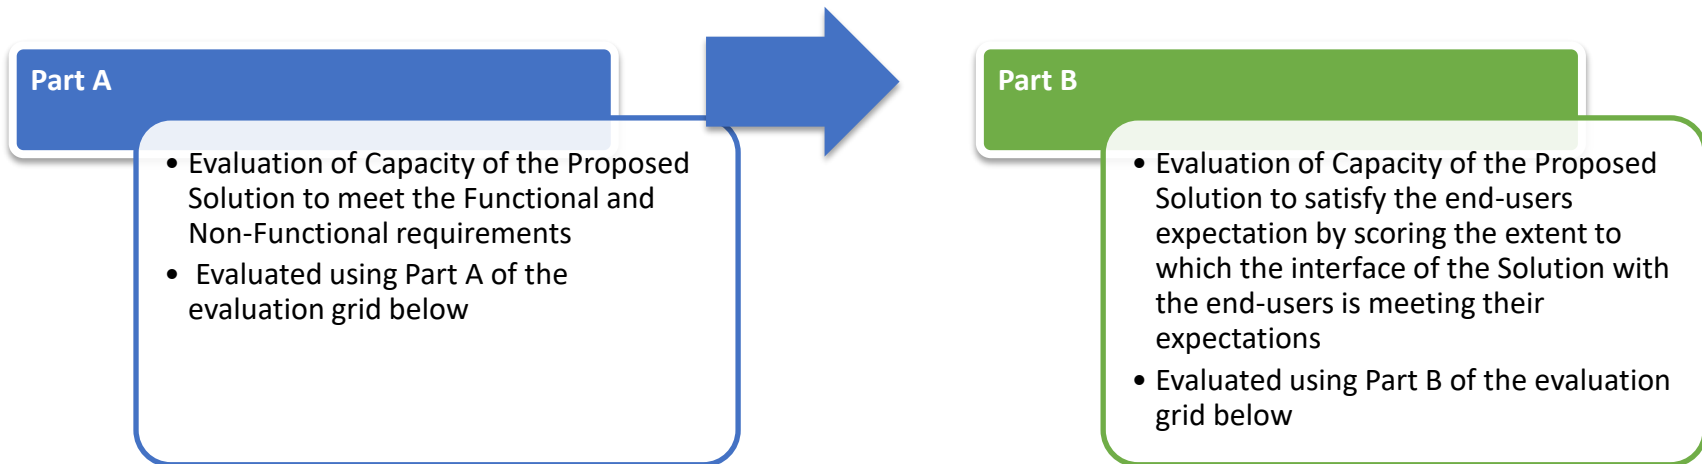 Part A
• Evaluation of Capacity of the Proposed
Solution to meet the Functional and
Non-Functional requirements
• Evaluated using Part A of the
evaluation grid below
Part B
• Evaluation of Capacity of the Proposed
Solution to satisfy the end-users
expectation by scoring the extent to
which the interface of the Solution with
the end-users is meeting their
expectations
• Evaluated using Part B of the evaluation
grid below